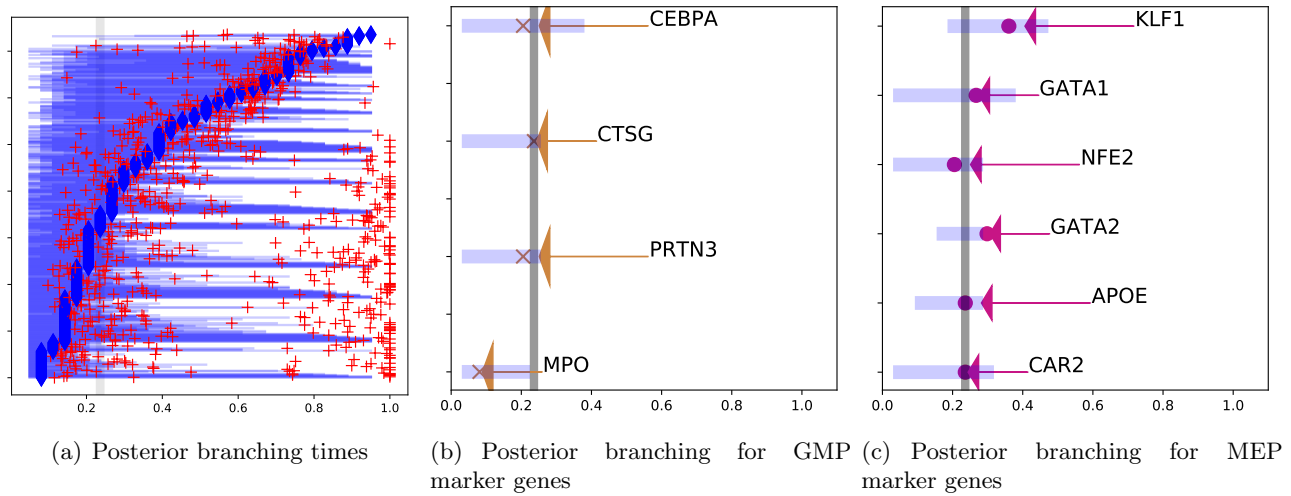 CEBPA
CTSG
PRTN3
MPO
KLF1
GATA1
NFE2
GATA2
APOE
CAR2
0.2 0.4 0.6 0.8 1.0
0.0 0.2 0.4 0.6 0.8 1.0
0.0 0.2 0.4 0.6 0.8 1.0
(a) Posterior branching times
(b) Posterior branching for GMP
marker genes
(c) Posterior branching for MEP
marker genes